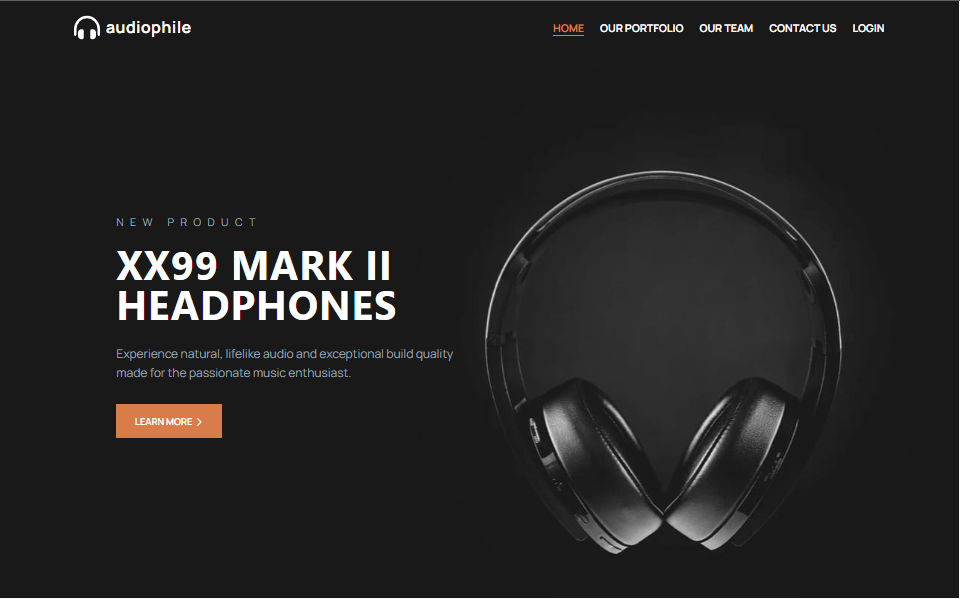 audiophile
HOME OUR PORTFOLIO OUR TEAM CONTACT US LOGIN
NEW PRODUCT
XX99 MARK II
HEADPHONES
Experience natural, lifelike audio and exceptional build quality
made for the passionate music enthusiast.
LEARN MORE